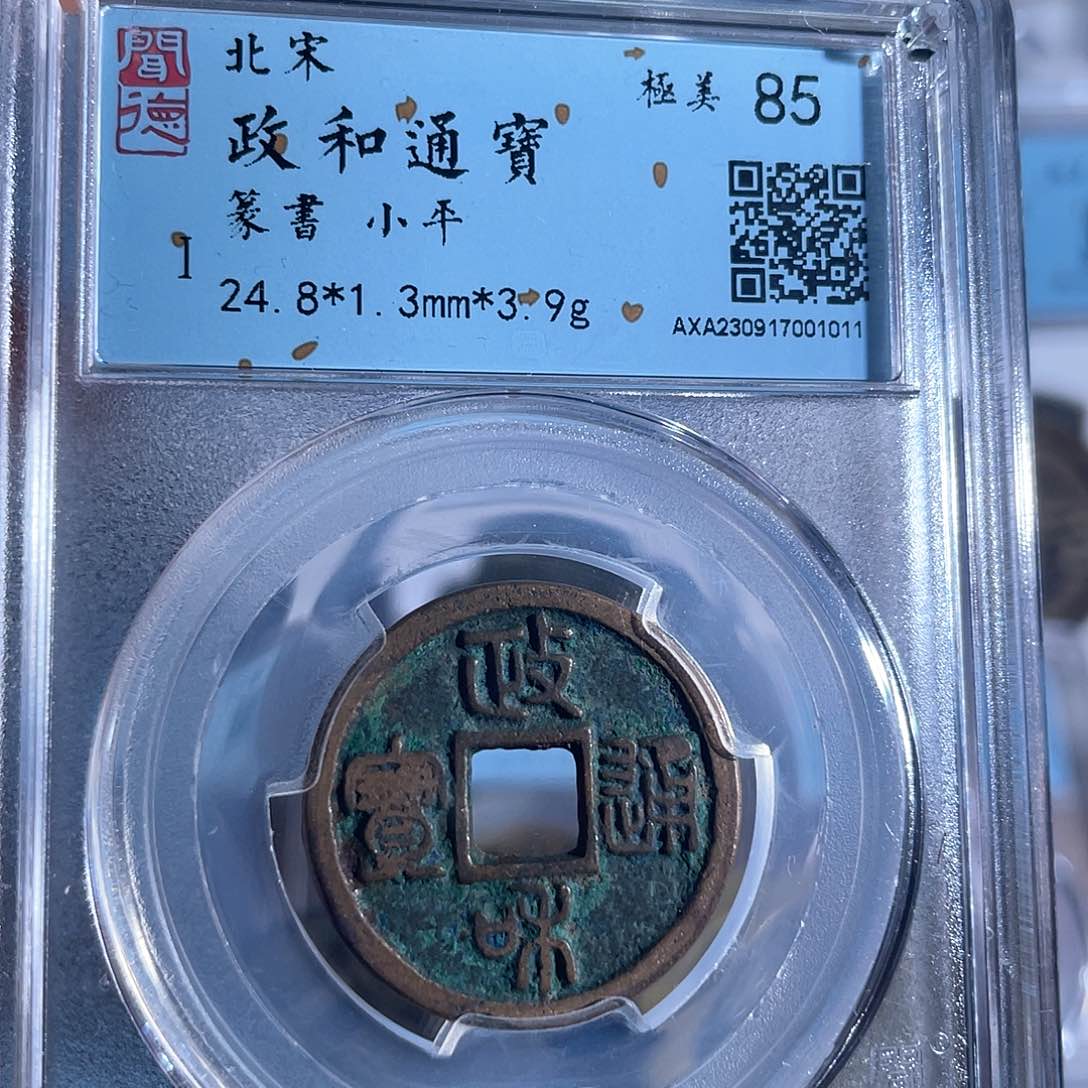 聞德
北宋
極美 85
政和通寶
篆書 小平
1
24.8*1.3mm*3.9g
AXA230917001011
政和通寶